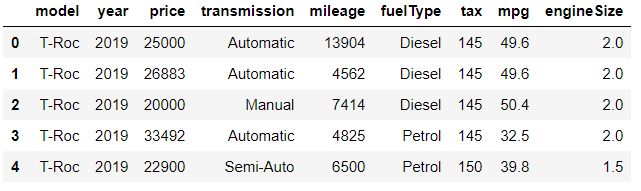 model year price transmission mileage fuelType tax mpg engineSize
0 T-Roc 2019 25000 Automatic 13904 Diesel 145 49.6 2.0
1 T-Roc 2019 26883 Automatic 4562 Diesel 145 49.6 2.0
2 T-Roc 2019 20000 Manual 7414 Diesel 145 50.4 2.0
3 T-Roc 2019 33492 Automatic 4825 Petrol 145 32.5 2.0
4 T-Roc 2019 22900 Semi-Auto 6500 Petrol 150 39.8 1.5